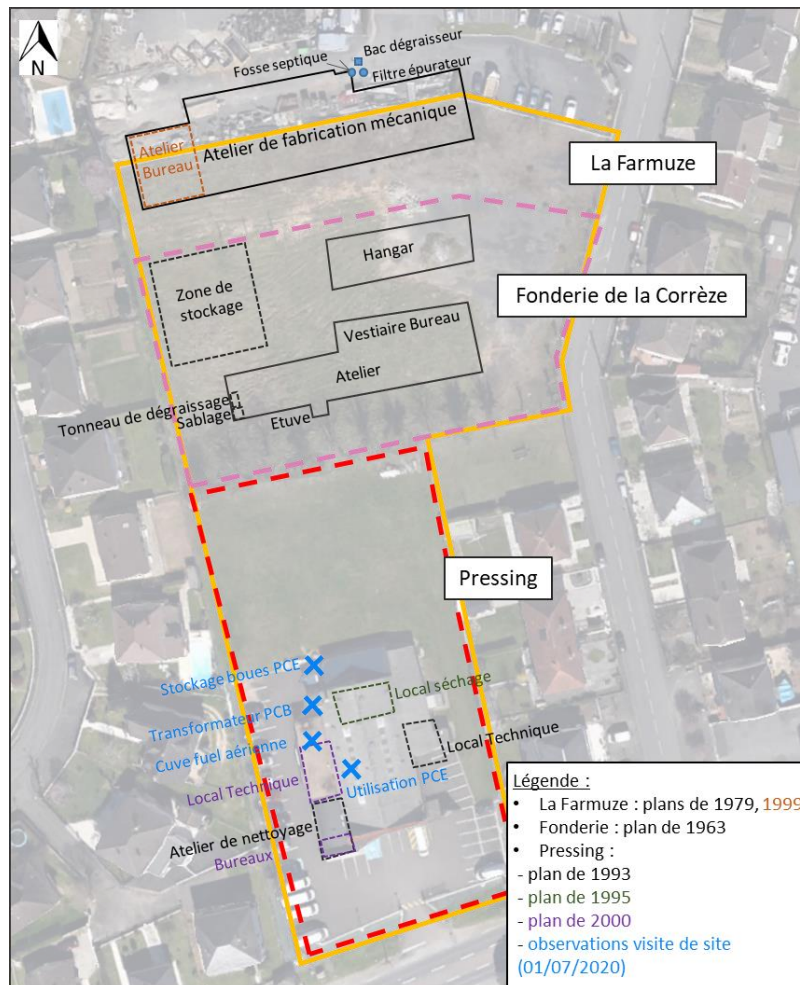 N
Bac dégraisseur
Fosse septique
Filtre épurateur
Atelier de fabrication mécanique
Atelier
Bureau
La Farmuze
Hangar
Zone de
stockage
Fonderie de la Corrèze
Vestiaire Bureau
Atelier
Tonneau de dégraissage
Sablage
Etuve
Pressing
Stockage boues PCE
Local séchage
Transformateur PCB
Local Technique
Cuve fuel aérienne
Utilisation PCE
Local Technique
Atelier de nettoyage
Bureaux
Légende :
• La Farmuze : plans de 1979, 1999
• Fonderie : plan de 1963
• Pressing :
- plan de 1993
- plan de 1995
- plan de 2000
- observations visite de site
(01/07/2020)